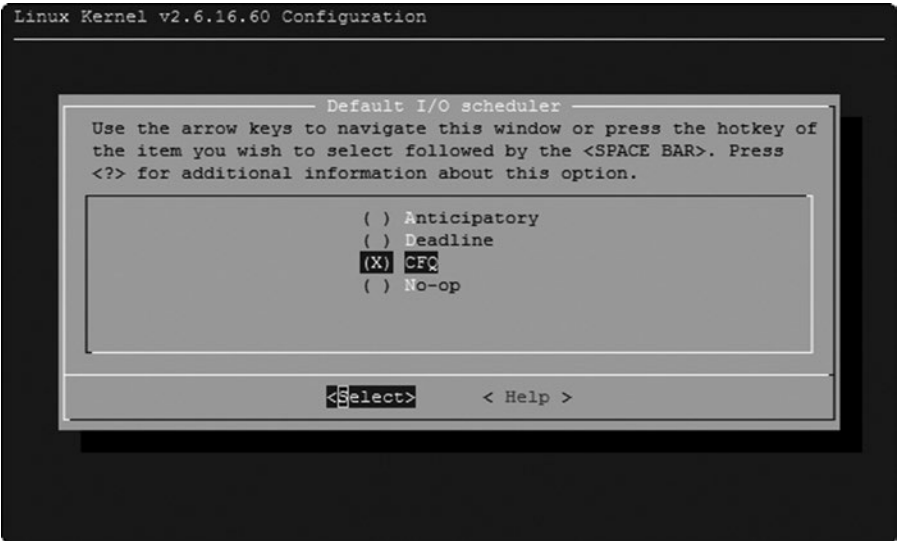 Linux Kernel v2.6.16.60 Configuration
Default I/O scheduler
Use the arrow keys to navigate this window or press the hotkey of
the item you wish to select followed by the <SPACE BAR>. Press
<?> for additional information about this option.
( ) Anticipatory
( ) Deadline
(X) CFQ
( ) No-op
<Select> < Help >